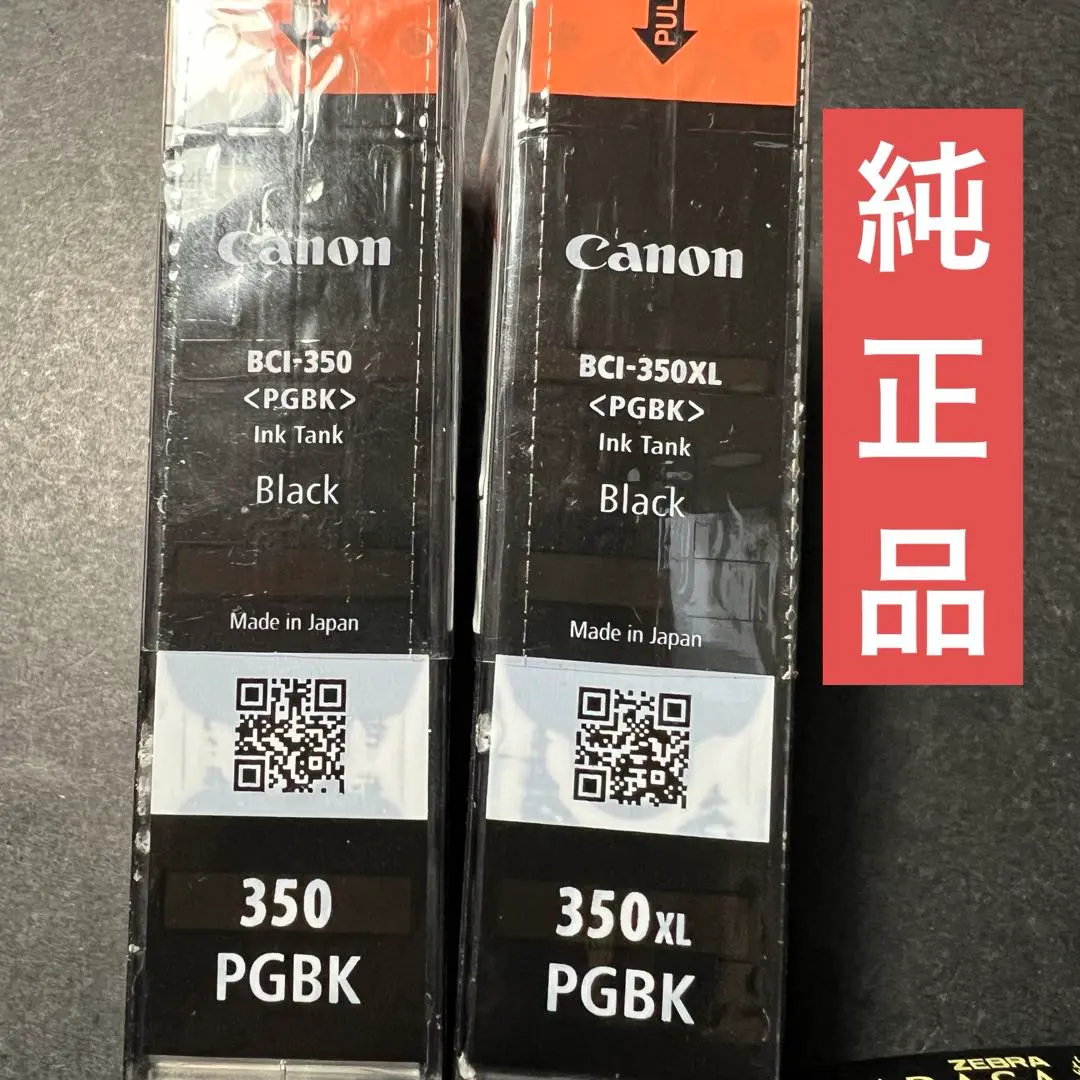 PUL
Canon
BCI-350
<PGBK>
Ink Tank
Black
Made in Japan
350
PGBK
Canon
BCI-350XL
<PGBK>
Ink Tank
Black
Made in Japan
350XL
PGBK
純正品
ZEBRA